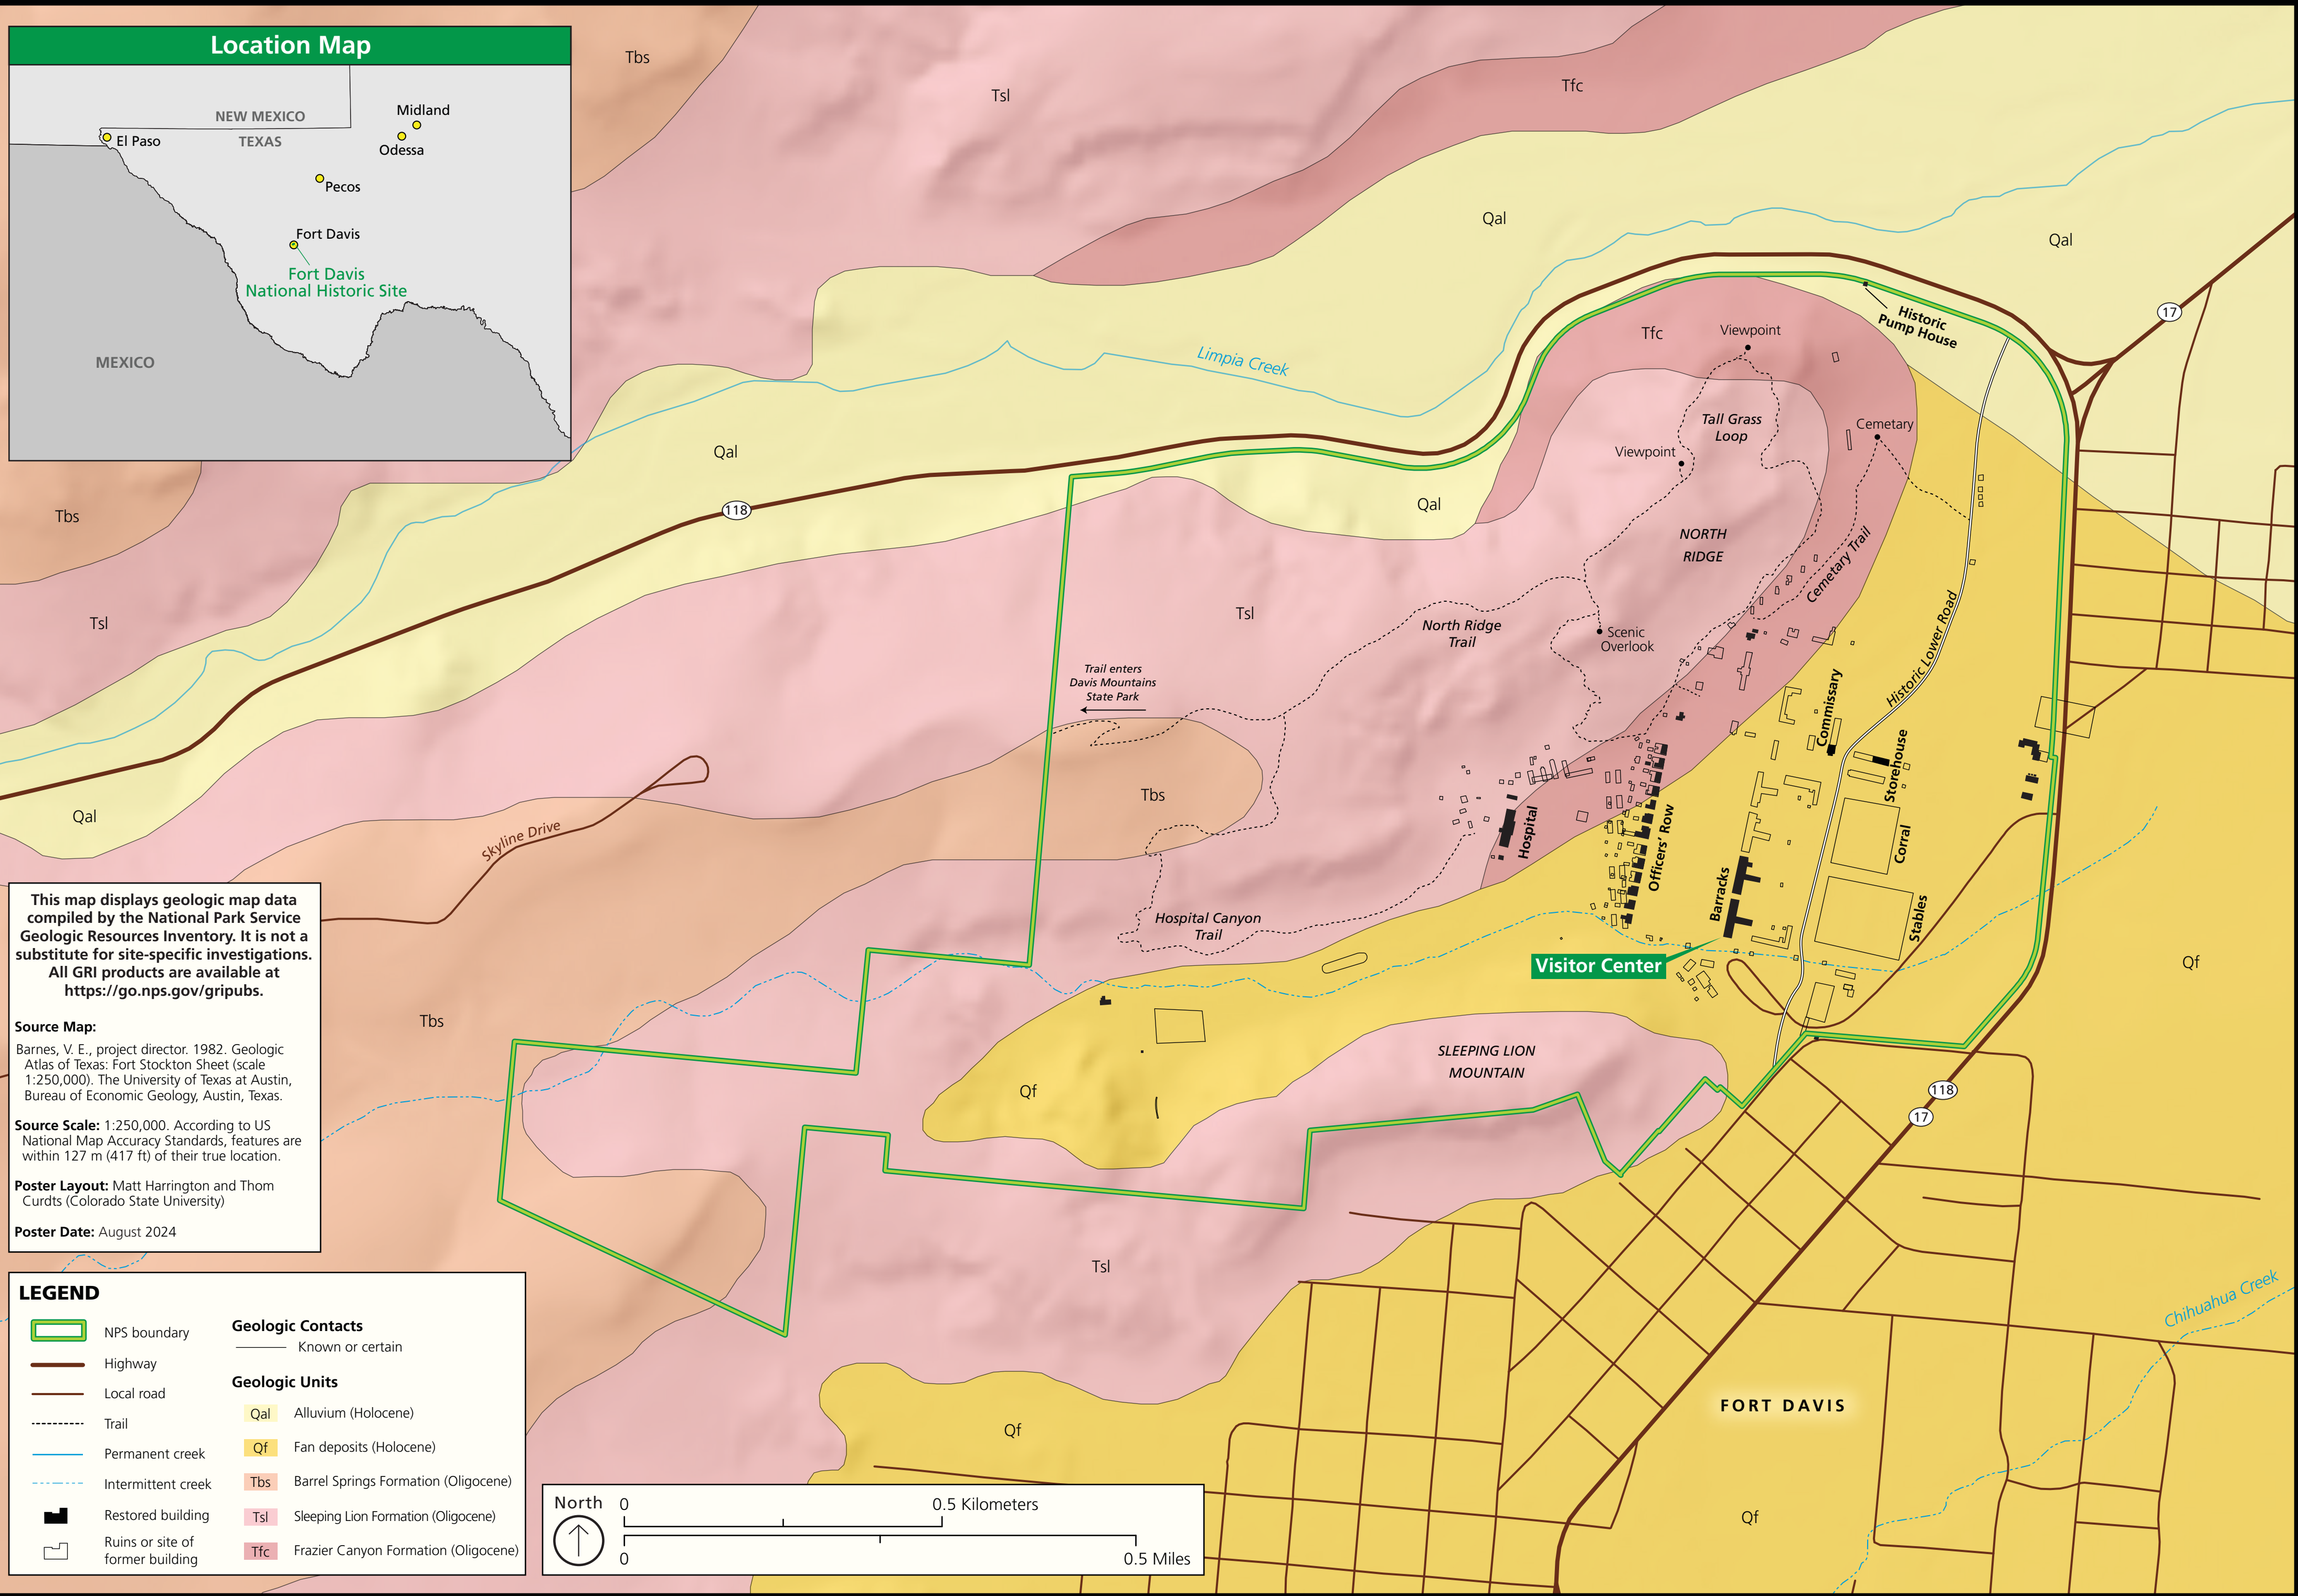 Location Map
NEW MEXICO
TEXAS
El Paso
Midland
Odessa
Pecos
Fort Davis
Fort Davis
National Historic Site
MEXICO
Tbs
Tsl
Tfc
Qal
Qal
17
Historic
Pump House
Tfc
Viewpoint
Limpia Creek
Tall Grass
Loop
Cemetary
Viewpoint
Qal
Qal
118
Tbs
NORTH
RIDGE
Cemetary Trail
Tsl
Tsl
North Ridge
Trail
Scenic
Overlook
Historic Lower Road
Trail enters
Davis Mountains
State Park
Commissary
Storehouse
Tbs
Qal
Skyline Drive
Hospital
Officers' Row
Corral
Barracks
Stables
Hospital Canyon
Trail
Visitor Center
Qf
Tbs
SLEEPING LION
MOUNTAIN
Qf
118
17
Tsl
Chihuahua Creek
FORT DAVIS
Qf
Qf
This map displays geologic map data
compiled by the National Park Service
Geologic Resources Inventory. It is not a
substitute for site-specific investigations.
All GRI products are available at
https://go.nps.gov/gripubs.
Source Map:
Barnes, V. E., project director. 1982. Geologic
Atlas of Texas: Fort Stockton Sheet (scale
1:250,000). The University of Texas at Austin,
Bureau of Economic Geology, Austin, Texas.
Source Scale: 1:250,000. According to US
National Map Accuracy Standards, features are
within 127 m (417 ft) of their true location.
Poster Layout: Matt Harrington and Thom
Curdts (Colorado State University)
Poster Date: August 2024
LEGEND
NPS boundary
Highway
Local road
Trail
Permanent creek
Intermittent creek
Restored building
Ruins or site of
former building
Geologic Contacts
Known or certain
Geologic Units
Qal Alluvium (Holocene)
Qf Fan deposits (Holocene)
Tbs Barrel Springs Formation (Oligocene)
Tsl Sleeping Lion Formation (Oligocene)
Tfc Frazier Canyon Formation (Oligocene)
North
0 0.5 Kilometers
0 0.5 Miles